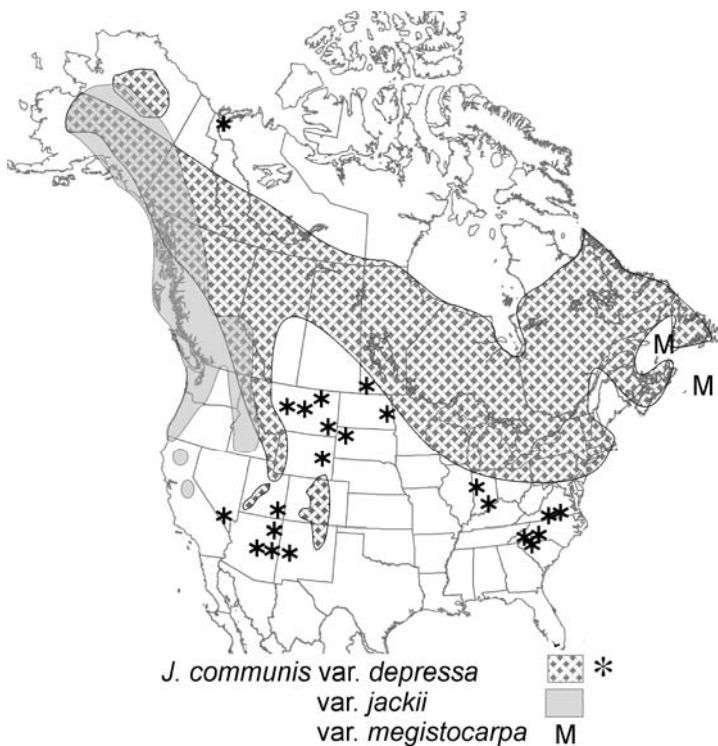 M
M
J. communis var. depressa *
var. jackii
var. megistocarpa M